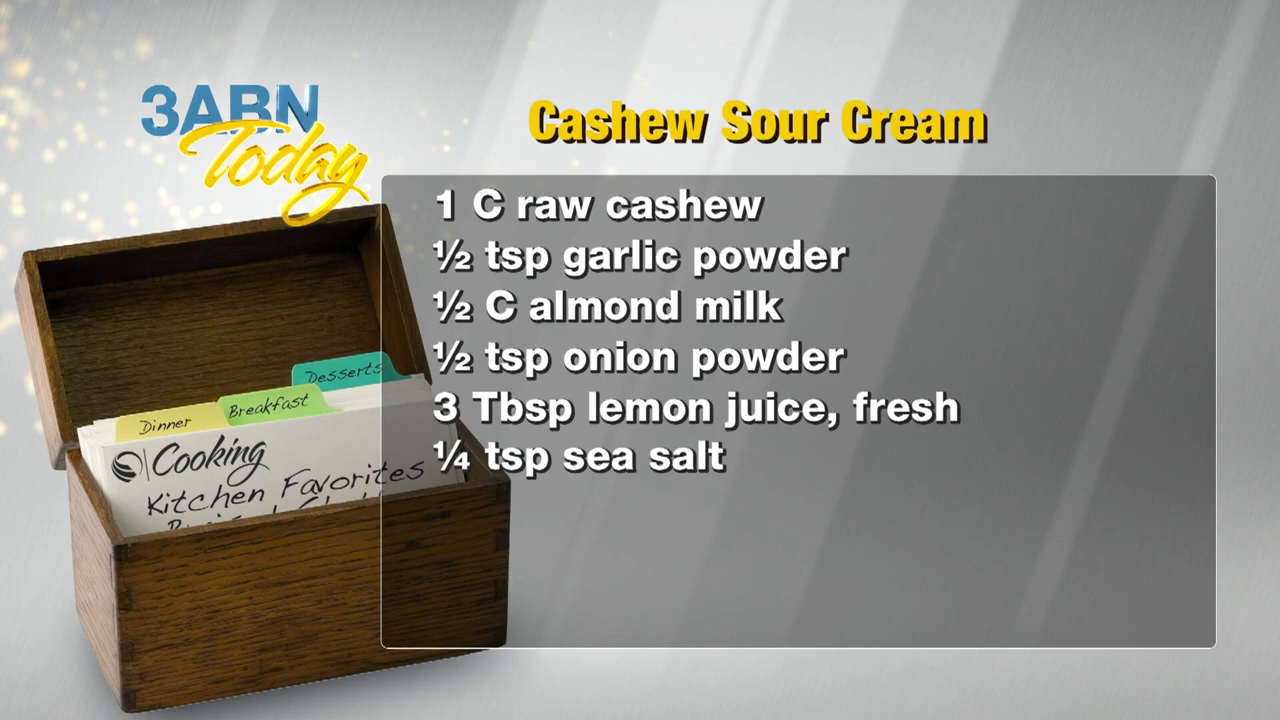 3ABN
Today
Cashew Sour Cream
1 C raw cashew
½ tsp garlic powder
½ C almond milk
½ tsp onion powder
3 Tbsp lemon juice, fresh
¼ tsp sea salt
Desserts
Breakfast
Dinner
Cooking
Kitchen Favorites